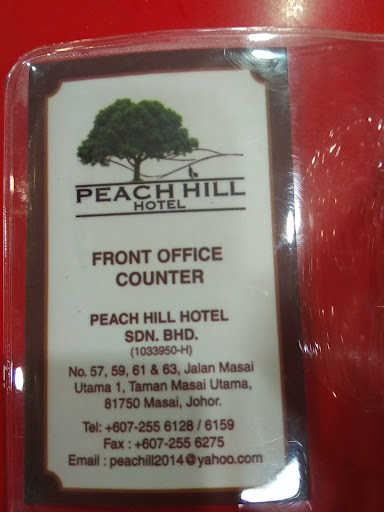 PEACH HILL
HOTEL
FRONT OFFICE
COUNTER
PEACH HILL HOTEL
SDN. BHD.
(1033950-H)
No. 57, 59, 61 & 63, Jalan Masai
Utama 1, Taman Masai Utama,
81750 Masai, Johor.
Tel: +607-255 6128 / 6159
Fax : +607-255 6275
Email : peachill2014@yahoo.com